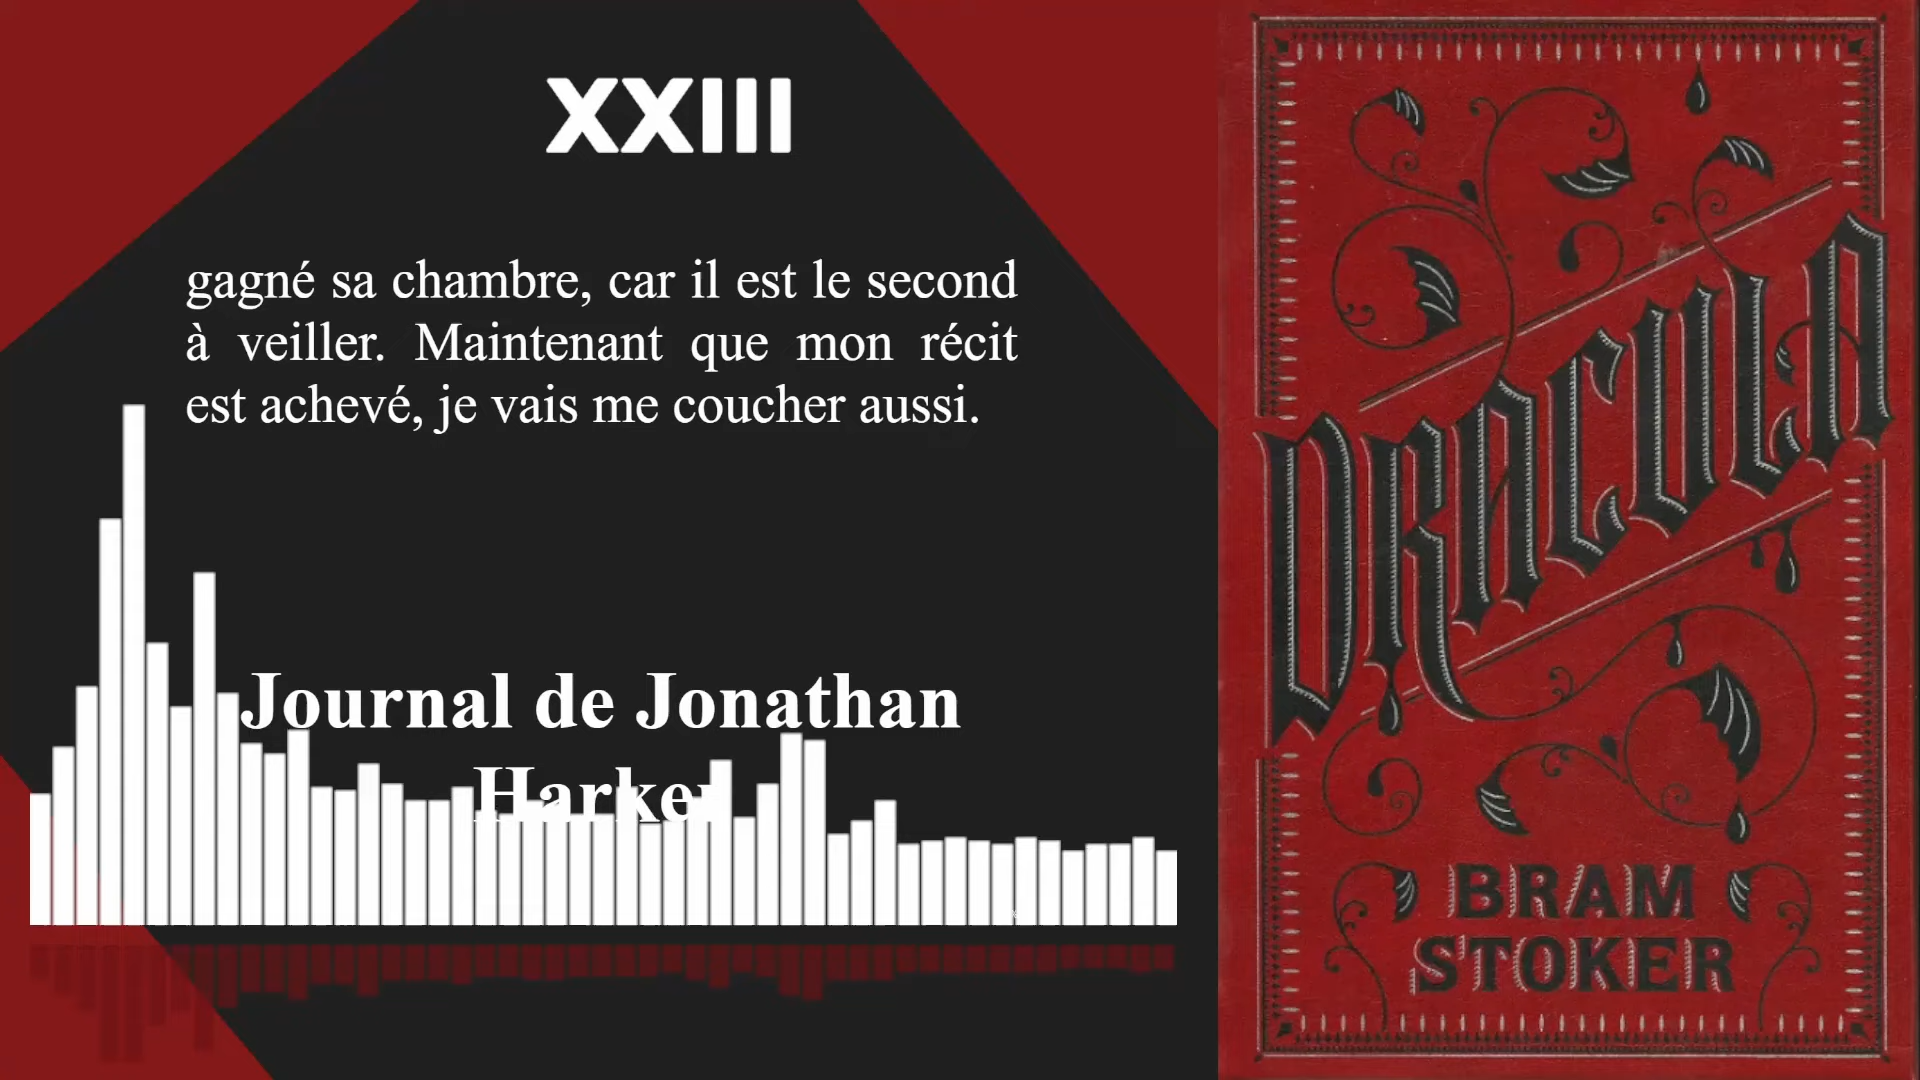 XXIII
gagné sa chambre, car il est le second
à veiller. Maintenant que mon récit
est achevé, je vais me coucher aussi.
Journal de Jonathan
Harker
DRACULA
BRAM
STOKER